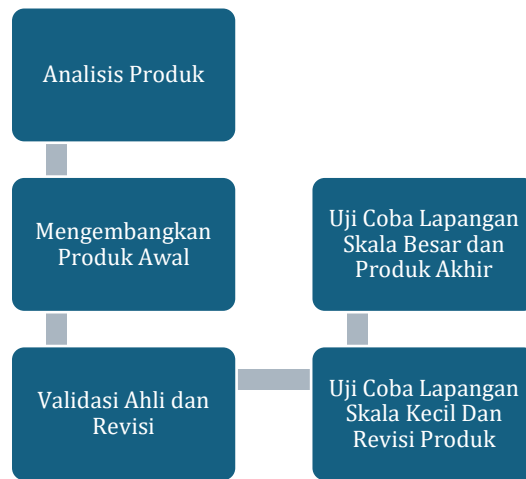 Analisis Produk
Mengembangkan
Produk Awal
Validasi Ahli dan
Revisi
Uji Coba Lapangan
Skala Kecil Dan
Revisi Produk
Uji Coba Lapangan
Skala Besar dan
Produk Akhir